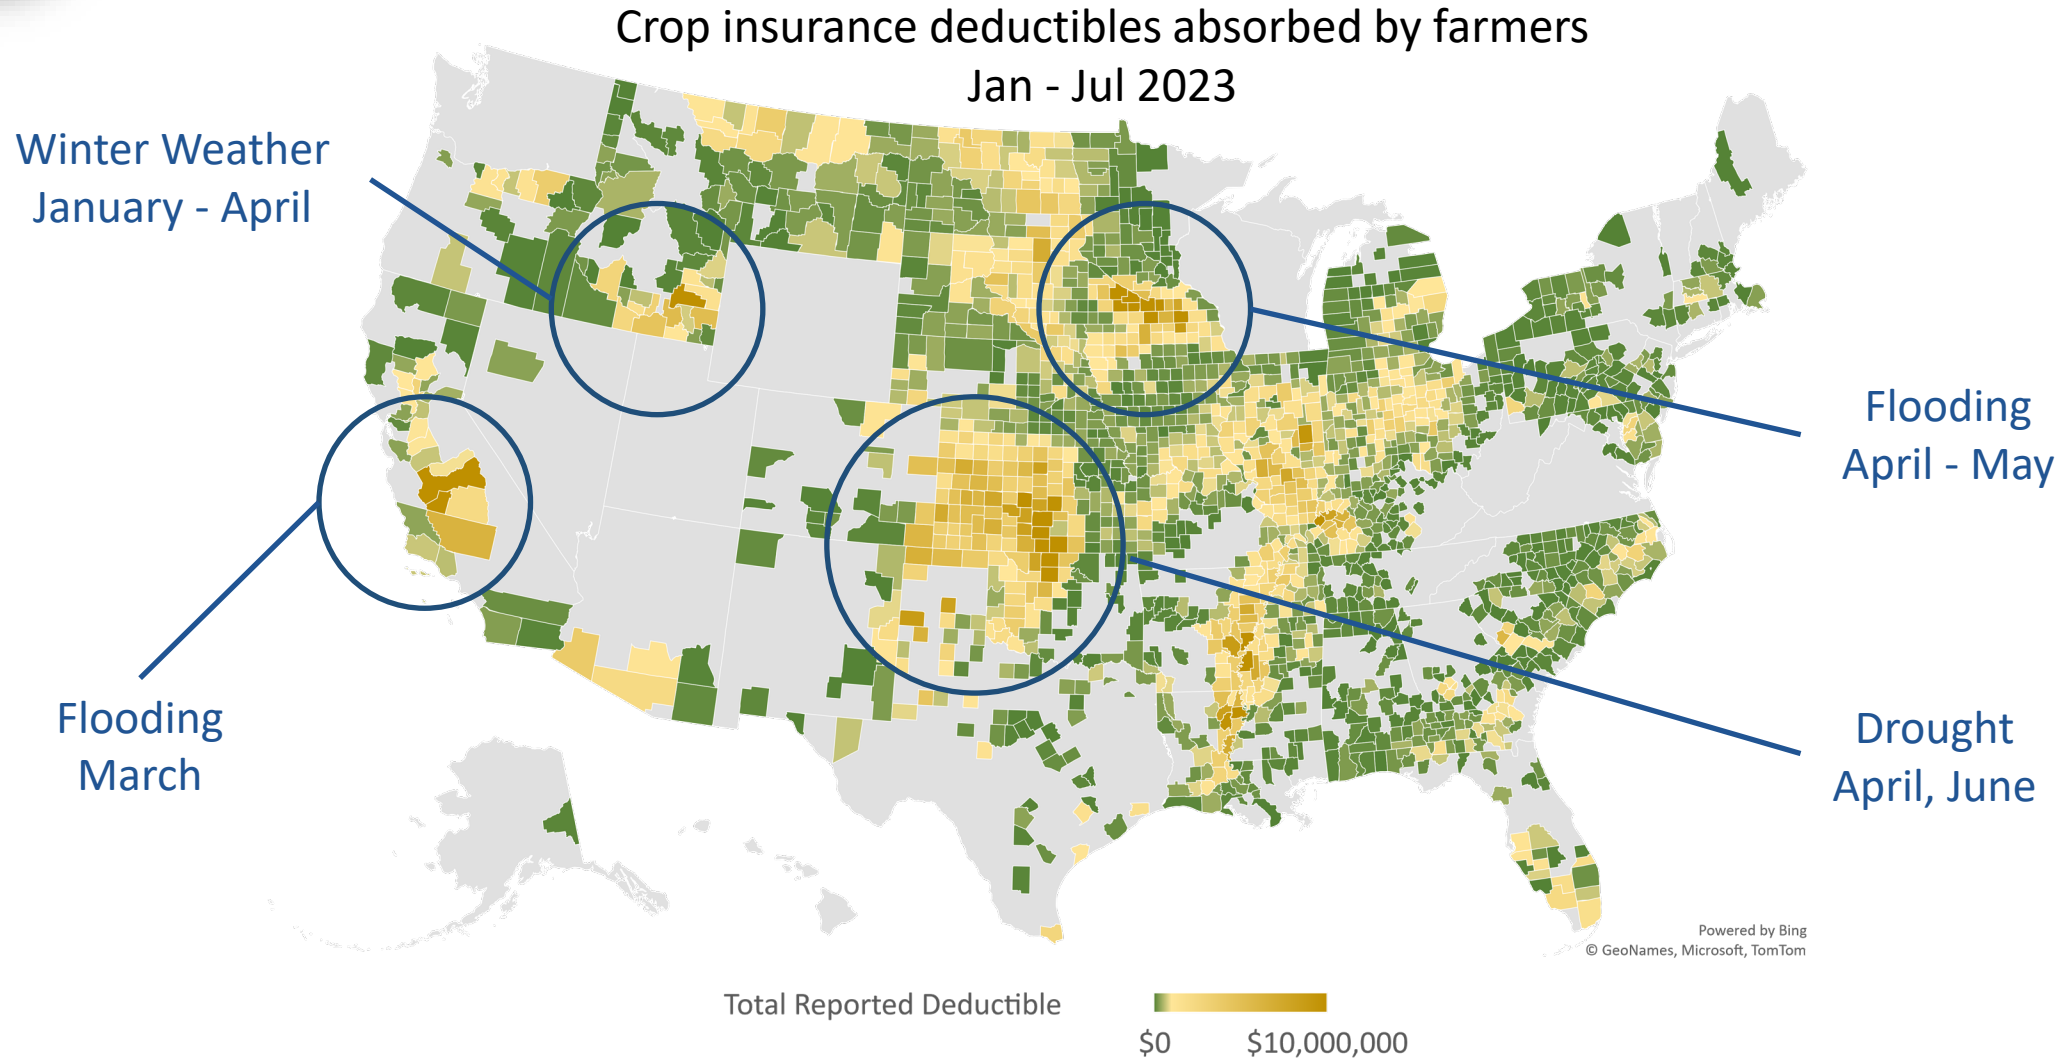 Crop insurance deductibles absorbed by farmers
Jan - Jul 2023
Winter Weather
January - April
Flooding
April - May
Flooding
March
Drought
April, June
Powered by Bing
© GeoNames, Microsoft, TomTom
Total Reported Deductible
$0 $10,000,000